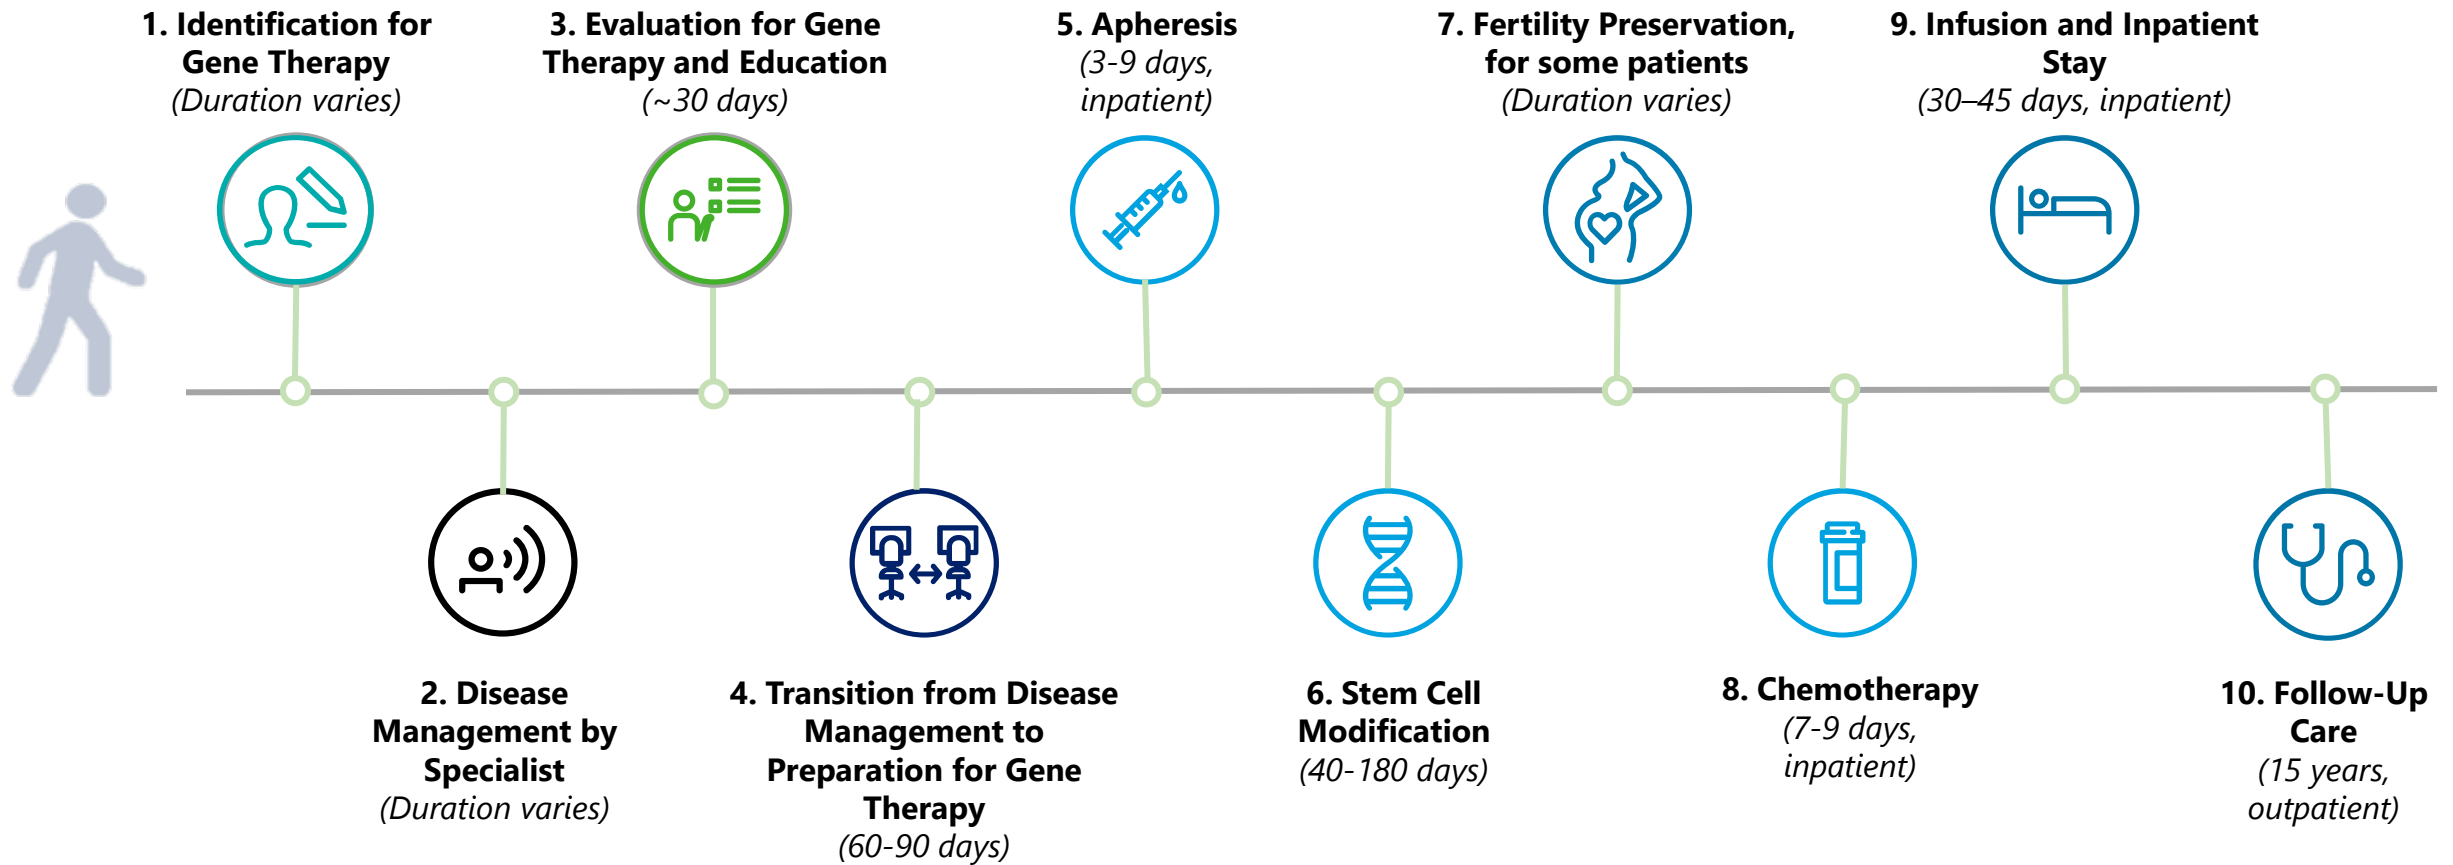 1. Identification for
Gene Therapy
(Duration varies)
2. Disease
Management by
Specialist
(Duration varies)
3. Evaluation for Gene
Therapy and Education
(~30 days)
4. Transition from Disease
Management to
Preparation for Gene
Therapy
(60-90 days)
5. Apheresis
(3-9 days,
inpatient)
6. Stem Cell
Modification
(40-180 days)
7. Fertility Preservation,
for some patients
(Duration varies)
8. Chemotherapy
(7-9 days,
inpatient)
9. Infusion and Inpatient
Stay
(30–45 days, inpatient)
10. Follow-Up
Care
(15 years,
outpatient)